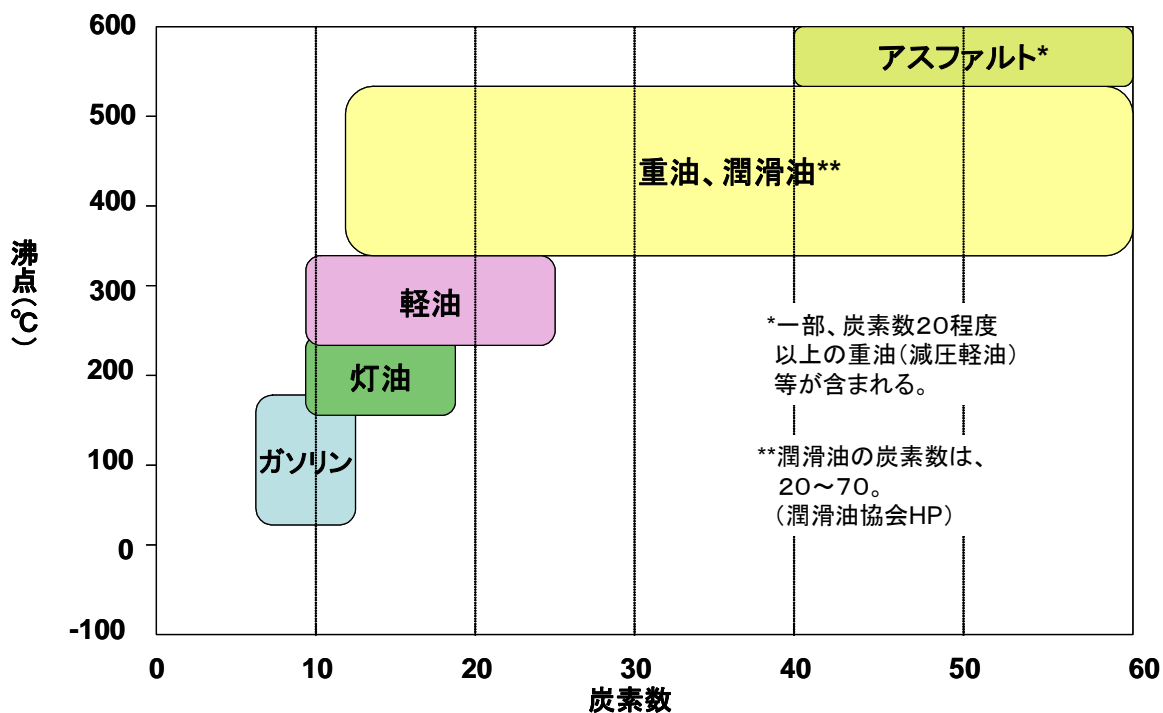 600
500
400
300
200
100
0
-100
沸点(℃)
アスファルト*
重油、潤滑油**
軽油
灯油
ガソリン
*一部、炭素数20程度
以上の重油(減圧軽油)
等が含まれる。
**潤滑油の炭素数は、
20～70。
(潤滑油協会HP)
0 10 20 30 40 50 60
炭素数